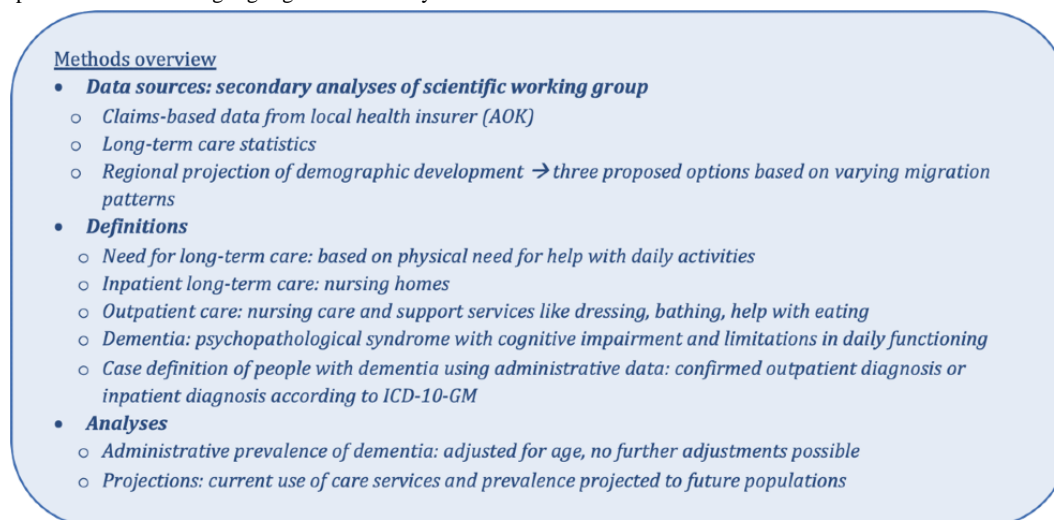 Methods overview
• Data sources: secondary analyses of scientific working group
o Claims-based data from local health insurer (AOK)
o Long-term care statistics
o Regional projection of demographic development → three proposed options based on varying migration
patterns
• Definitions
o Need for long-term care: based on physical need for help with daily activities
o Inpatient long-term care: nursing homes
o Outpatient care: nursing care and support services like dressing, bathing, help with eating
o Dementia: psychopathological syndrome with cognitive impairment and limitations in daily functioning
o Case definition of people with dementia using administrative data: confirmed outpatient diagnosis or
inpatient diagnosis according to ICD-10-GM
• Analyses
o Administrative prevalence of dementia: adjusted for age, no further adjustments possible
o Projections: current use of care services and prevalence projected to future populations